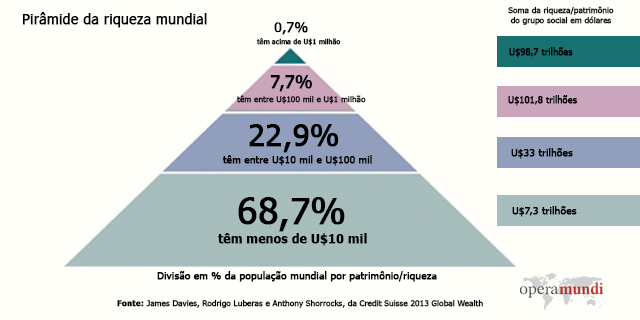 Pirâmide da riqueza mundial
0,7%
têm acima de U$1 milhão
7,7%
têm entre U$100 mil e U$1 milhão
22,9%
têm entre U$10 mil e U$100 mil
68,7%
têm menos de U$10 mil
Divisão em % da população mundial por patrimônio/riqueza
Fonte: James Davies, Rodrigo Luberas e Anthony Shorrocks, da Credit Suisse 2013 Global Wealth
Soma da riqueza/patrimônio
do grupo social em dólares
U$98,7 trilhões
U$101,8 trilhões
U$33 trilhões
U$7,3 trilhões
operamundi